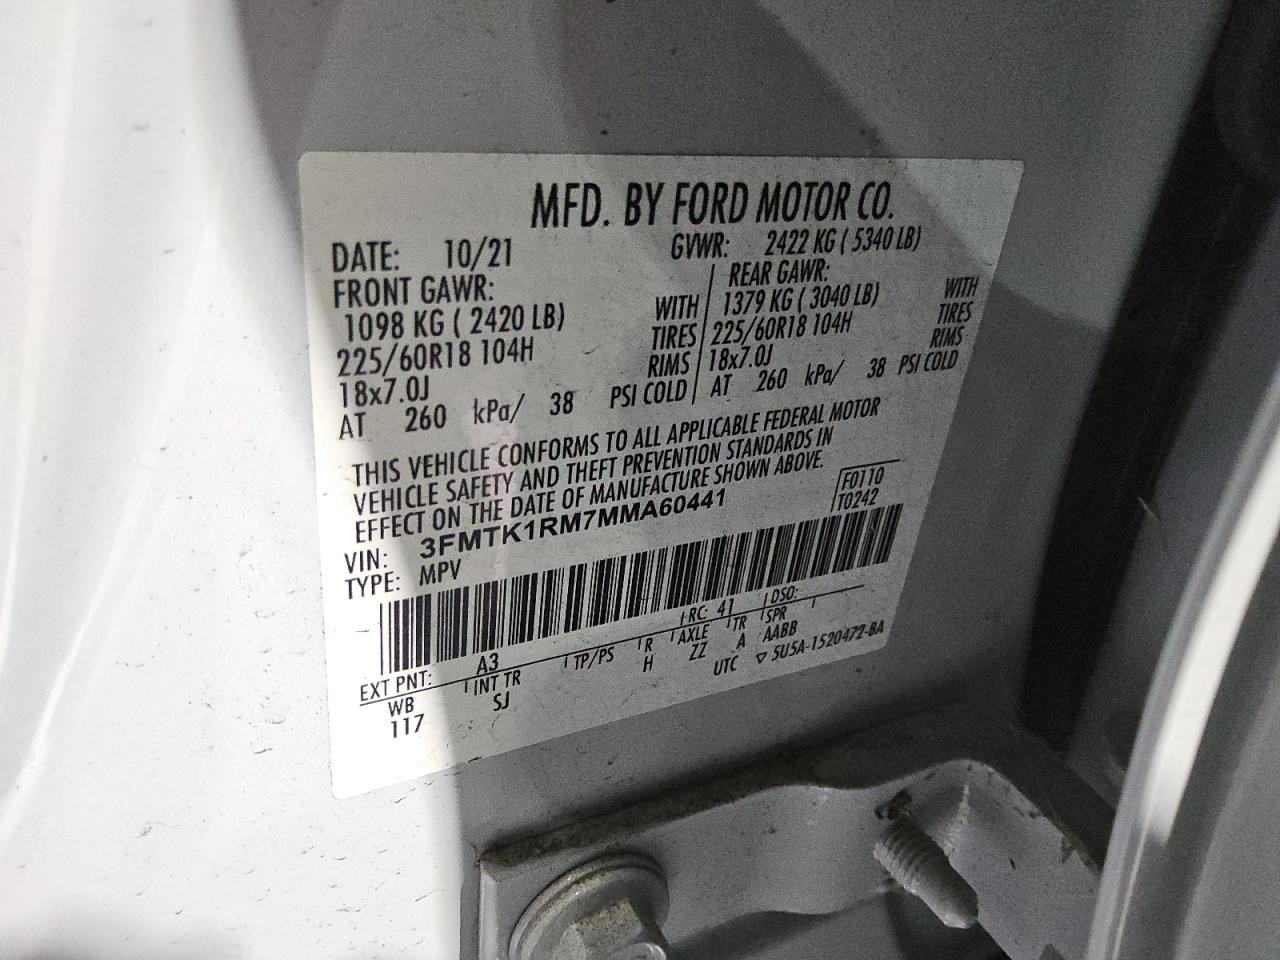 MFD. BY FORD MOTOR CO.
DATE: 10/21 GVWR: 2422 KG ( 5340 LB)
FRONT GAWR: REAR GAWR:
1098 KG ( 2420 LB) WITH 1379 KG ( 3040 LB) WITH
225/60R18 104H TIRES 225/60R18 104H TIRES
18x7.0J RIMS 18x7.0J RIMS
AT 260 kPa/ 38 PSI COLD AT 260 kPa/ 38 PSI COLD
THIS VEHICLE CONFORMS TO ALL APPLICABLE FEDERAL MOTOR
VEHICLE SAFETY AND THEFT PREVENTION STANDARDS IN
EFFECT ON THE DATE OF MANUFACTURE SHOWN ABOVE.
F0110
T0242
VIN: 3FMTK1RM7MMA60441
TYPE: MPV
EXT PNT: A3 RC: 41 DSO:
WB INT TR TP/PS R AXLE TR SPR
117 SJ H ZZ A AABB
UTC ▽ 5U5A-1520472-BA